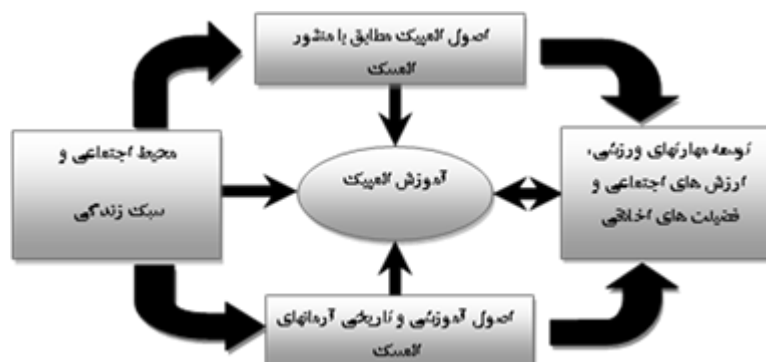 اصول المپیک مطابق با منشور
المپیک
محیط اجتماعی و
سبک زندگی
آموزش المپیک
توسعه مهارتهای ورزشی،
ارزش های اجتماعی و
فضیلت های اخلاقی
اصول آموزشی و تاریخی آرمانهای
المپیک